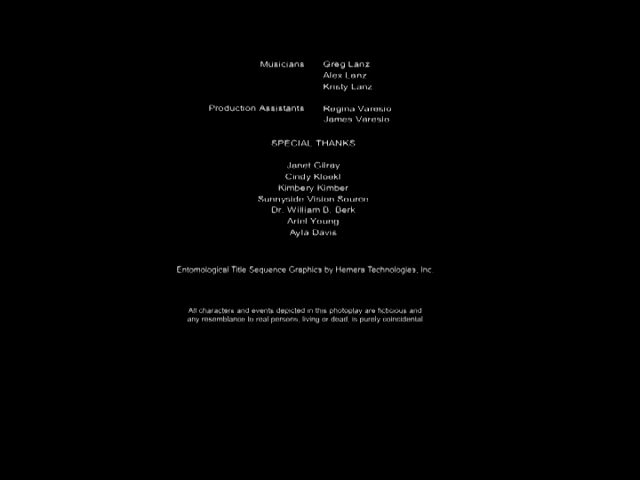 Musicians Greg Lanz
Alex Lanz
Kristy Lanz
Production Assistants Regina Varesio
James Varesio
SPECIAL THANKS
Janet Gilray
Cindy Kloekl
Kimbery Kimber
Sunnyside Vision Source
Dr. William D. Berk
Ariel Young
Ayla Davis
Entomological Title Sequence Graphics by Hemera Technologies, Inc.
All characters and events depicted in this photoplay are ficticious and
any resemblance to real persons, living or dead, is purely coincidental